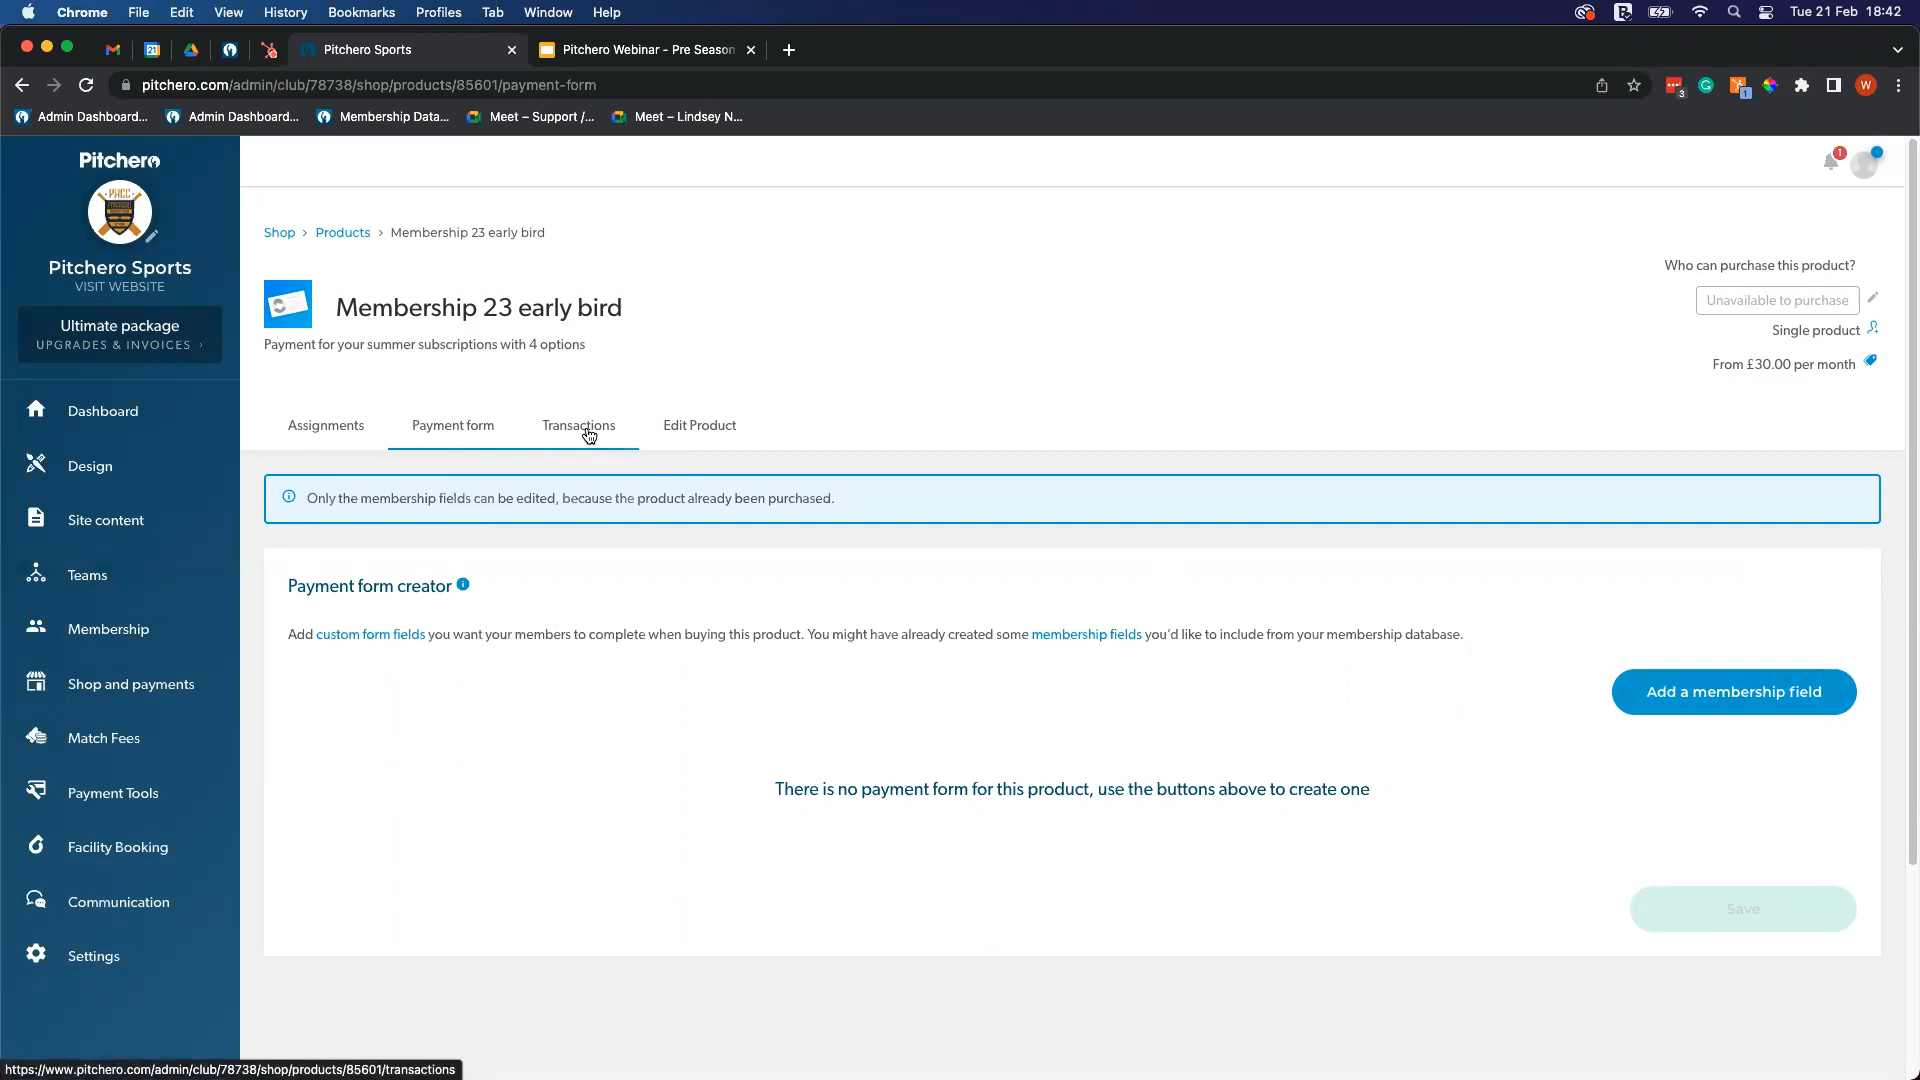 Chrome File Edit View History Bookmarks Profiles Tab Window Help
Tue 21 Feb 18:42
21
Pitchero Sports
Pitchero Webinar - Pre Season
pitchero.com/admin/club/78738/shop/products/85601/payment-form
3
1
W
Admin Dashboard...
Admin Dashboard...
Membership Data...
Meet – Support /...
Meet – Lindsey N...
Pitchero
PHCC
Pitchero Sports
VISIT WEBSITE
Ultimate package
UPGRADES & INVOICES ›
Dashboard
Design
Site content
Teams
Membership
Shop and payments
Match Fees
Payment Tools
Facility Booking
Communication
Settings
1
Shop › Products › Membership 23 early bird
Membership 23 early bird
Payment for your summer subscriptions with 4 options
Who can purchase this product?
Unavailable to purchase
Single product
From £30.00 per month
Assignments
Payment form
Transactions
Edit Product
Only the membership fields can be edited, because the product already been purchased.
Payment form creator
Add custom form fields you want your members to complete when buying this product. You might have already created some membership fields you'd like to include from your membership database.
Add a membership field
There is no payment form for this product, use the buttons above to create one
Save
https://www.pitchero.com/admin/club/78738/shop/products/85601/transactions